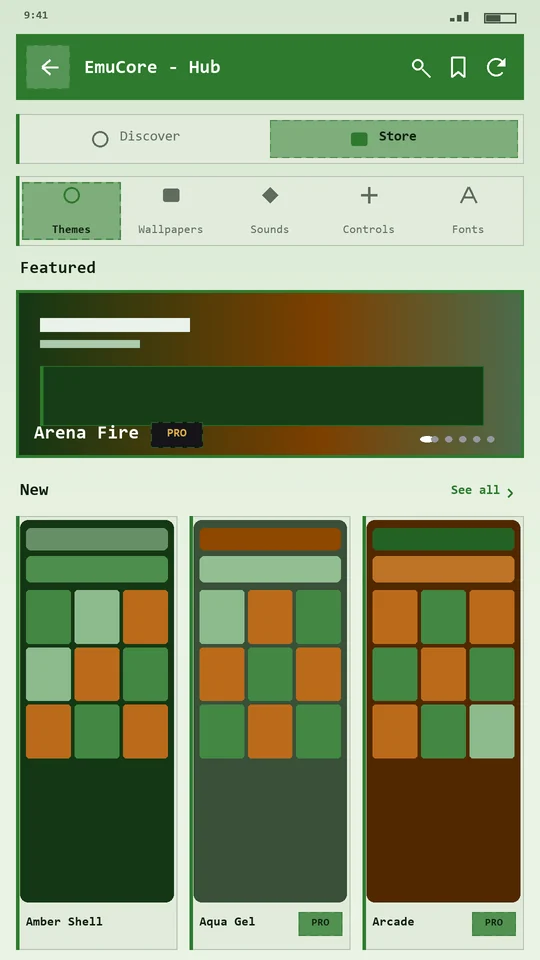 9:41
EmuCore - Hub
Discover
Store
Themes
Wallpapers
Sounds
Controls
Fonts
Featured
Arena Fire
PRO
New
See all
Amber Shell
Aqua Gel
PRO
Arcade
PRO